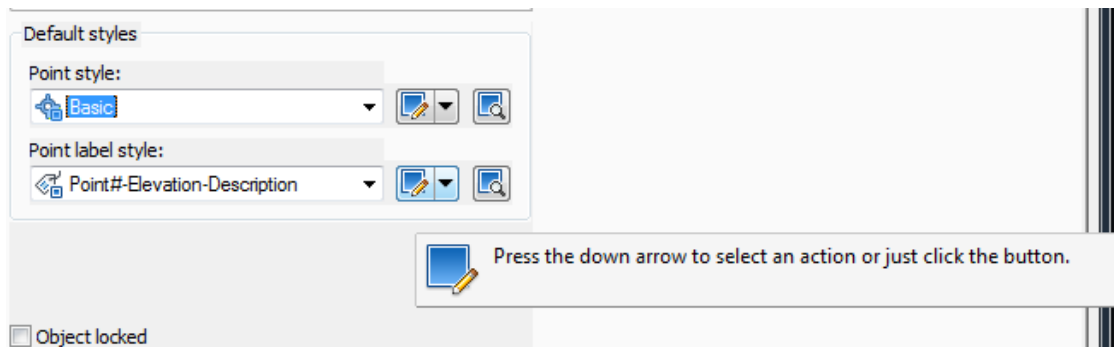 Default styles
Point style:
Basic
Point label style:
Point#-Elevation-Description
Press the down arrow to select an action or just click the button.
Object locked